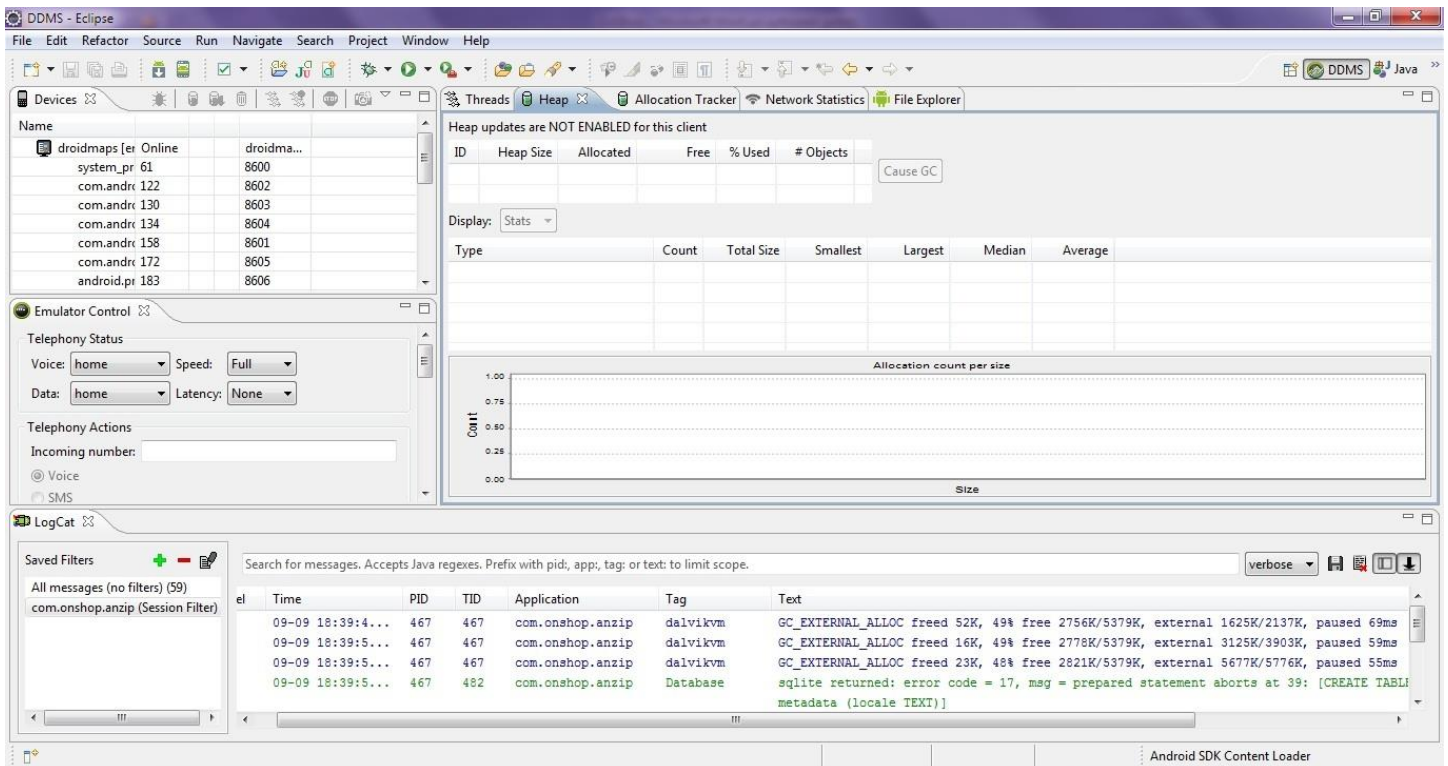 DDMS - Eclipse
File Edit Refactor Source Run Navigate Search Project Window Help
DDMS Java
Devices
Name
droidmaps [er Online droidma...
system_pr 61 8600
com.andro 122 8602
com.andro 130 8603
com.andro 134 8604
com.andro 158 8601
com.andro 172 8605
android.pr 183 8606
Threads Heap Allocation Tracker Network Statistics File Explorer
Heap updates are NOT ENABLED for this client
ID Heap Size Allocated Free % Used # Objects
Cause GC
Display: Stats
Type Count Total Size Smallest Largest Median Average
Allocation count per size
1.00
0.75
0.50
0.25
0.00
Count
Size
Emulator Control
Telephony Status
Voice: home Speed: Full
Data: home Latency: None
Telephony Actions
Incoming number:
Voice
SMS
LogCat
Saved Filters
All messages (no filters) (59)
com.onshop.anzip (Session Filter)
Search for messages. Accepts Java regexes. Prefix with pid:, app:, tag: or text: to limit scope.
verbose
el Time PID TID Application Tag Text
09-09 18:39:4... 467 467 com.onshop.anzip dalvikvm GC_EXTERNAL_ALLOC freed 52K, 49% free 2756K/5379K, external 1625K/2137K, paused 69ms
09-09 18:39:5... 467 467 com.onshop.anzip dalvikvm GC_EXTERNAL_ALLOC freed 16K, 49% free 2778K/5379K, external 3125K/3903K, paused 59ms
09-09 18:39:5... 467 467 com.onshop.anzip dalvikvm GC_EXTERNAL_ALLOC freed 23K, 48% free 2821K/5379K, external 5677K/5776K, paused 55ms
09-09 18:39:5... 467 482 com.onshop.anzip Database sqlite returned: error code = 17, msg = prepared statement aborts at 39: [CREATE TABLE
metadata (locale TEXT)]
Android SDK Content Loader